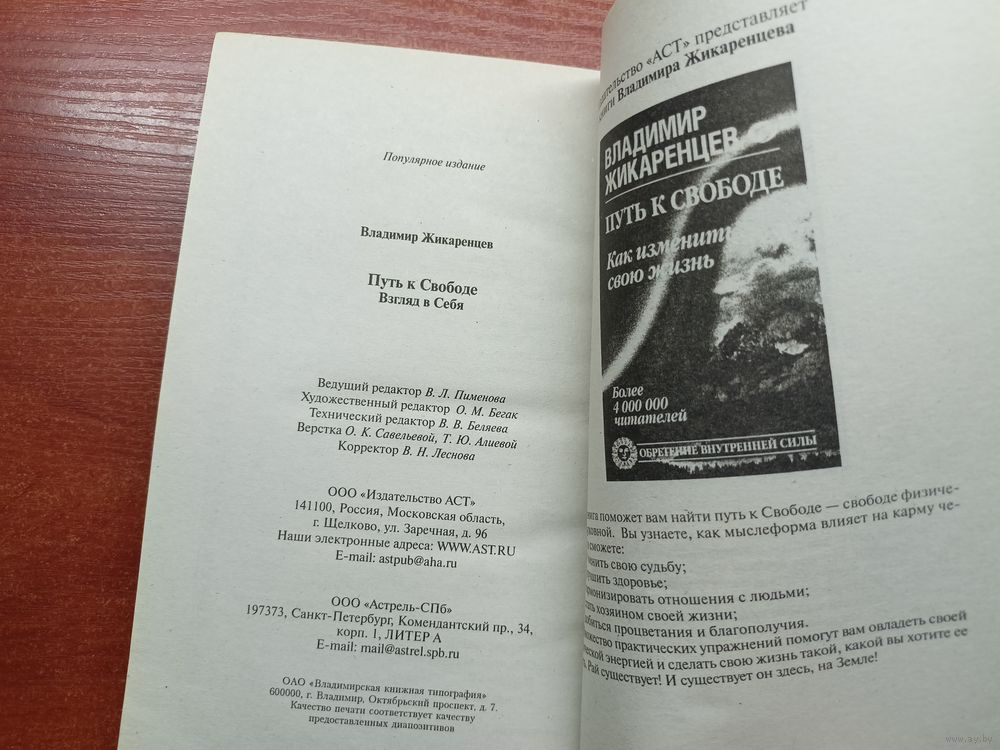 Популярное издание
Владимир Жикаренцев
Путь к Свободе
Взгляд в Себя
Ведущий редактор В. Л. Пименова
Художественный редактор О. М. Бегак
Технический редактор В. В. Беляева
Верстка О. К. Савельевой, Т. Ю. Алиевой
Корректор В. Н. Леснова
ООО «Издательство АСТ»
141100, Россия, Московская область,
г. Щелково, ул. Заречная, д. 96
Наши электронные адреса: WWW.AST.RU
E-mail: astpub@aha.ru
ООО «Астрель-СПб»
197373, Санкт-Петербург, Комендантский пр., 34,
корп. 1, ЛИТЕР А
E-mail: mail@astrel.spb.ru
ОАО «Владимирская книжная типография»
600000, г. Владимир, Октябрьский проспект, д. 7.
Качество печати соответствует качеству
предоставленных диапозитивов
«АСТ» представляет
Владимира Жикаренцева
ВЛАДИМИР
ЖИКАРЕНЦЕВ
ПУТЬ К СВОБОДЕ
Как изменить
свою жизнь
Более
4 000 000
читателей
ОБРЕТЕНИЕ ВНУТРЕННЕЙ СИЛЫ
поможет вам найти путь к Свободе — свободе физиче-
Вы узнаете, как мыслеформа влияет на карму че-
сможете:
свою судьбу;
здоровье;
отношения с людьми;
хозяином своей жизни;
процветания и благополучия.
практических упражнений помогут вам овладеть своей
энергией и сделать свою жизнь такой, какой вы хотите ее
Рай существует! И существует он здесь, на Земле!
www.ay.by